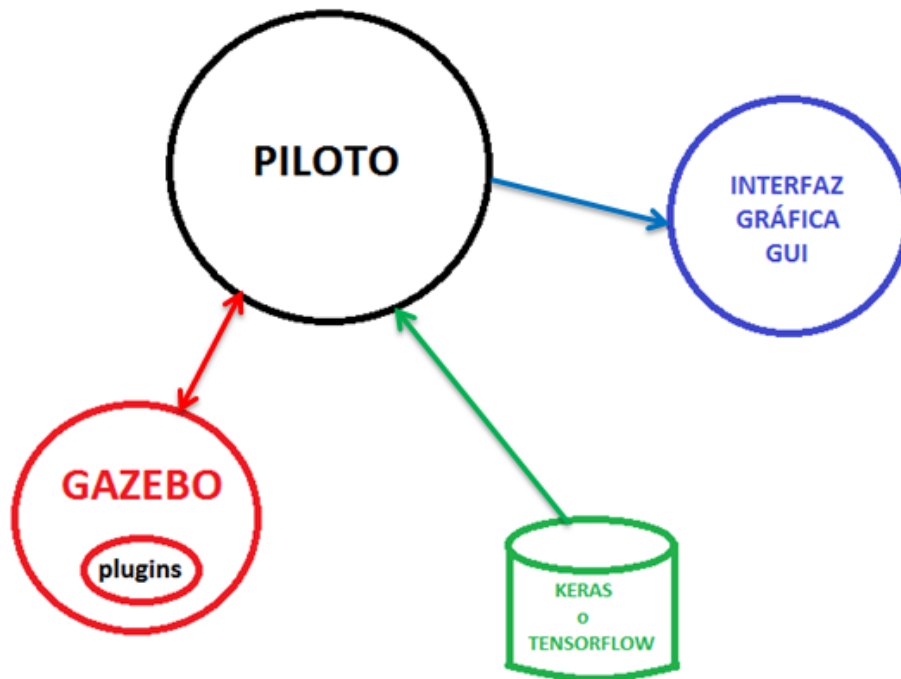 PILOTO
INTERFAZ
GRÁFICA
GUI
GAZEBO
plugins
KERAS
o
TENSORFLOW